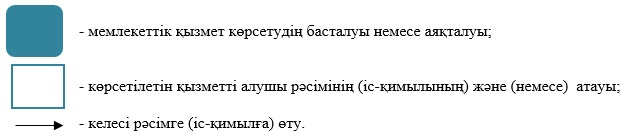 - мемлекеттік қызмет көрсетудің басталуы немесе аяқталуы;
- көрсетілетін қызметті алушы рәсімінің (іс-қимылының) және (немесе) атауы;
- келесі рәсімге (іс-қимылға) өту.